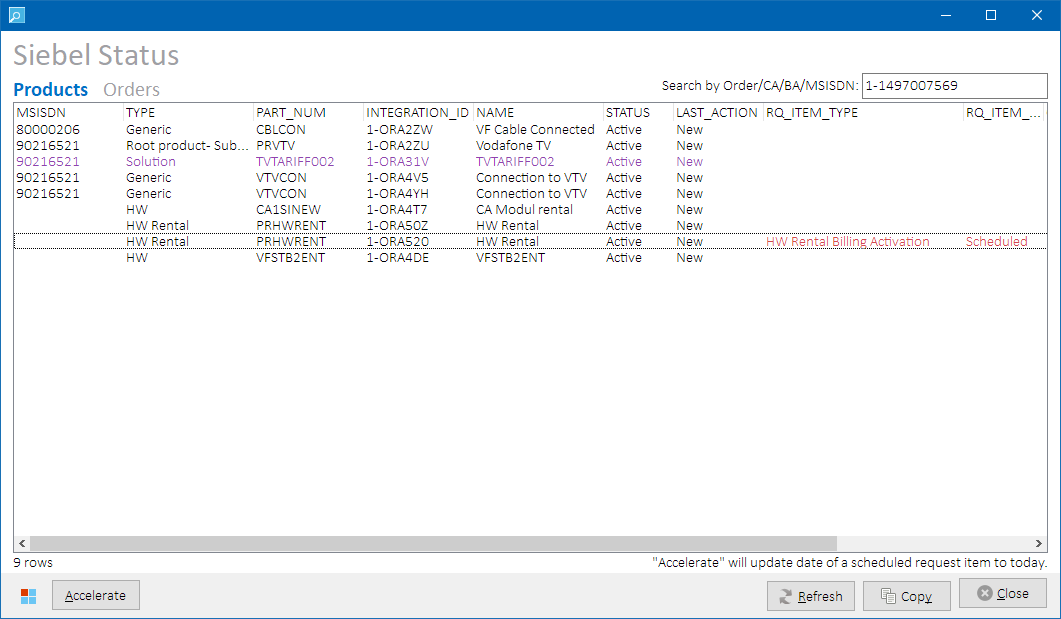 Siebel Status
Products Orders
Search by Order/CA/BA/MSISDN: 1-1497007569
MSISDN TYPE PART_NUM INTEGRATION_ID NAME STATUS LAST_ACTION RQ_ITEM_TYPE RQ_ITEM_...
80000206 Generic CBLCON 1-ORA2ZW VF Cable Connected Active New
90216521 Root product- Sub... PRVTV 1-ORA2ZU Vodafone TV Active New
90216521 Solution TVTARIFF002 1-ORA31V TVTARIFF002 Active New
90216521 Generic VTVCON 1-ORA4V5 Connection to VTV Active New
90216521 Generic VTVCON 1-ORA4YH Connection to VTV Active New
HW CA1SINEW 1-ORA4T7 CA Modul rental Active New
HW Rental PRHWRENT 1-ORA50Z HW Rental Active New
HW Rental PRHWRENT 1-ORA520 HW Rental Active New HW Rental Billing Activation Scheduled
HW VFSTB2ENT 1-ORA4DE VFSTB2ENT Active New
9 rows "Accelerate" will update date of a scheduled request item to today.
Accelerate Refresh Copy Close